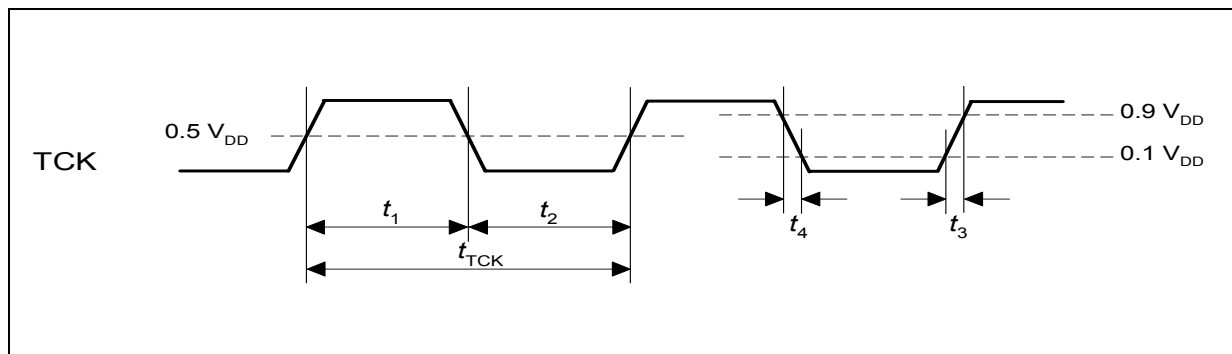 0.9 V_DD
0.5 V_DD
0.1 V_DD
TCK
t_1
t_2
t_4
t_3
t_TCK